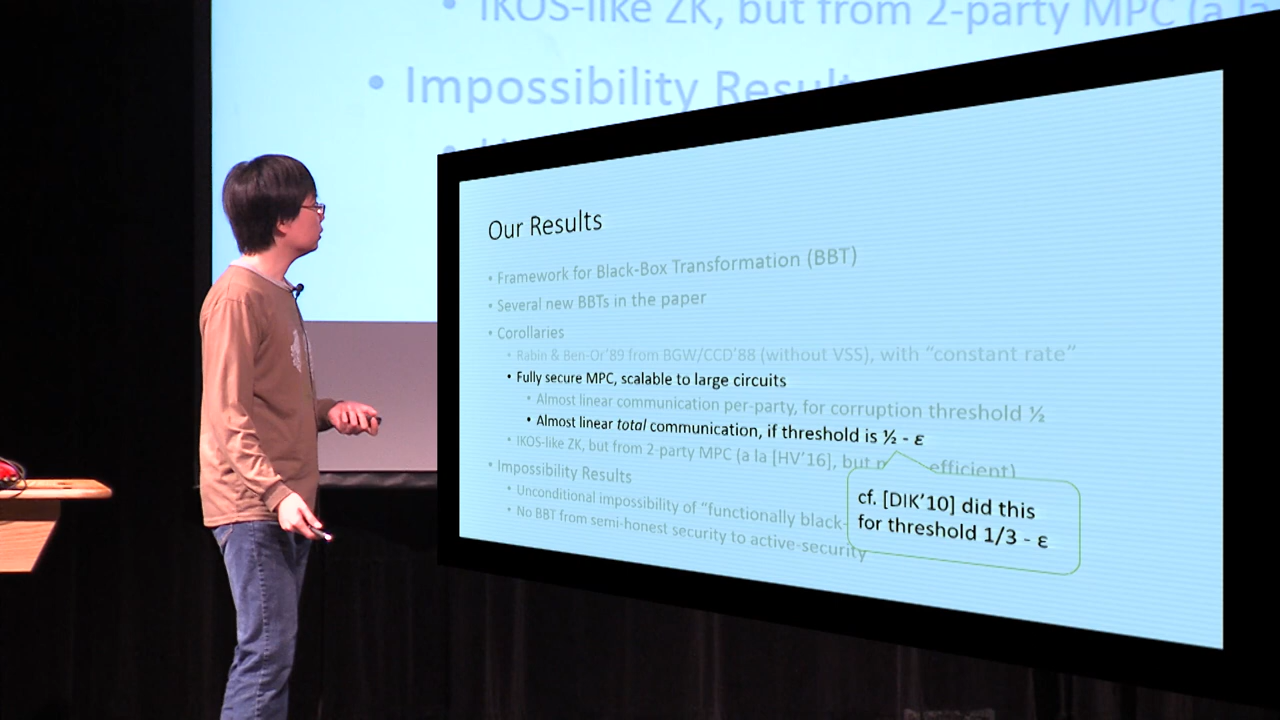 • IKOS-like ZK, but from 2-party MPC (a la
• Impossibility Result
Our Results
• Framework for Black-Box Transformation (BBT)
• Several new BBTs in the paper
• Corollaries
• Rabin & Ben-Or'89 from BGW/CCD'88 (without VSS), with “constant rate”
• Fully secure MPC, scalable to large circuits
• Almost linear communication per-party, for corruption threshold ½
• Almost linear total communication, if threshold is ½ - ε
• IKOS-like ZK, but from 2-party MPC (a la [HV'16], but efficient)
• Impossibility Results
• Unconditional impossibility of “functionally black-
• No BBT from semi-honest security to active-security
cf. [DIK'10] did this
for threshold 1/3 - ε